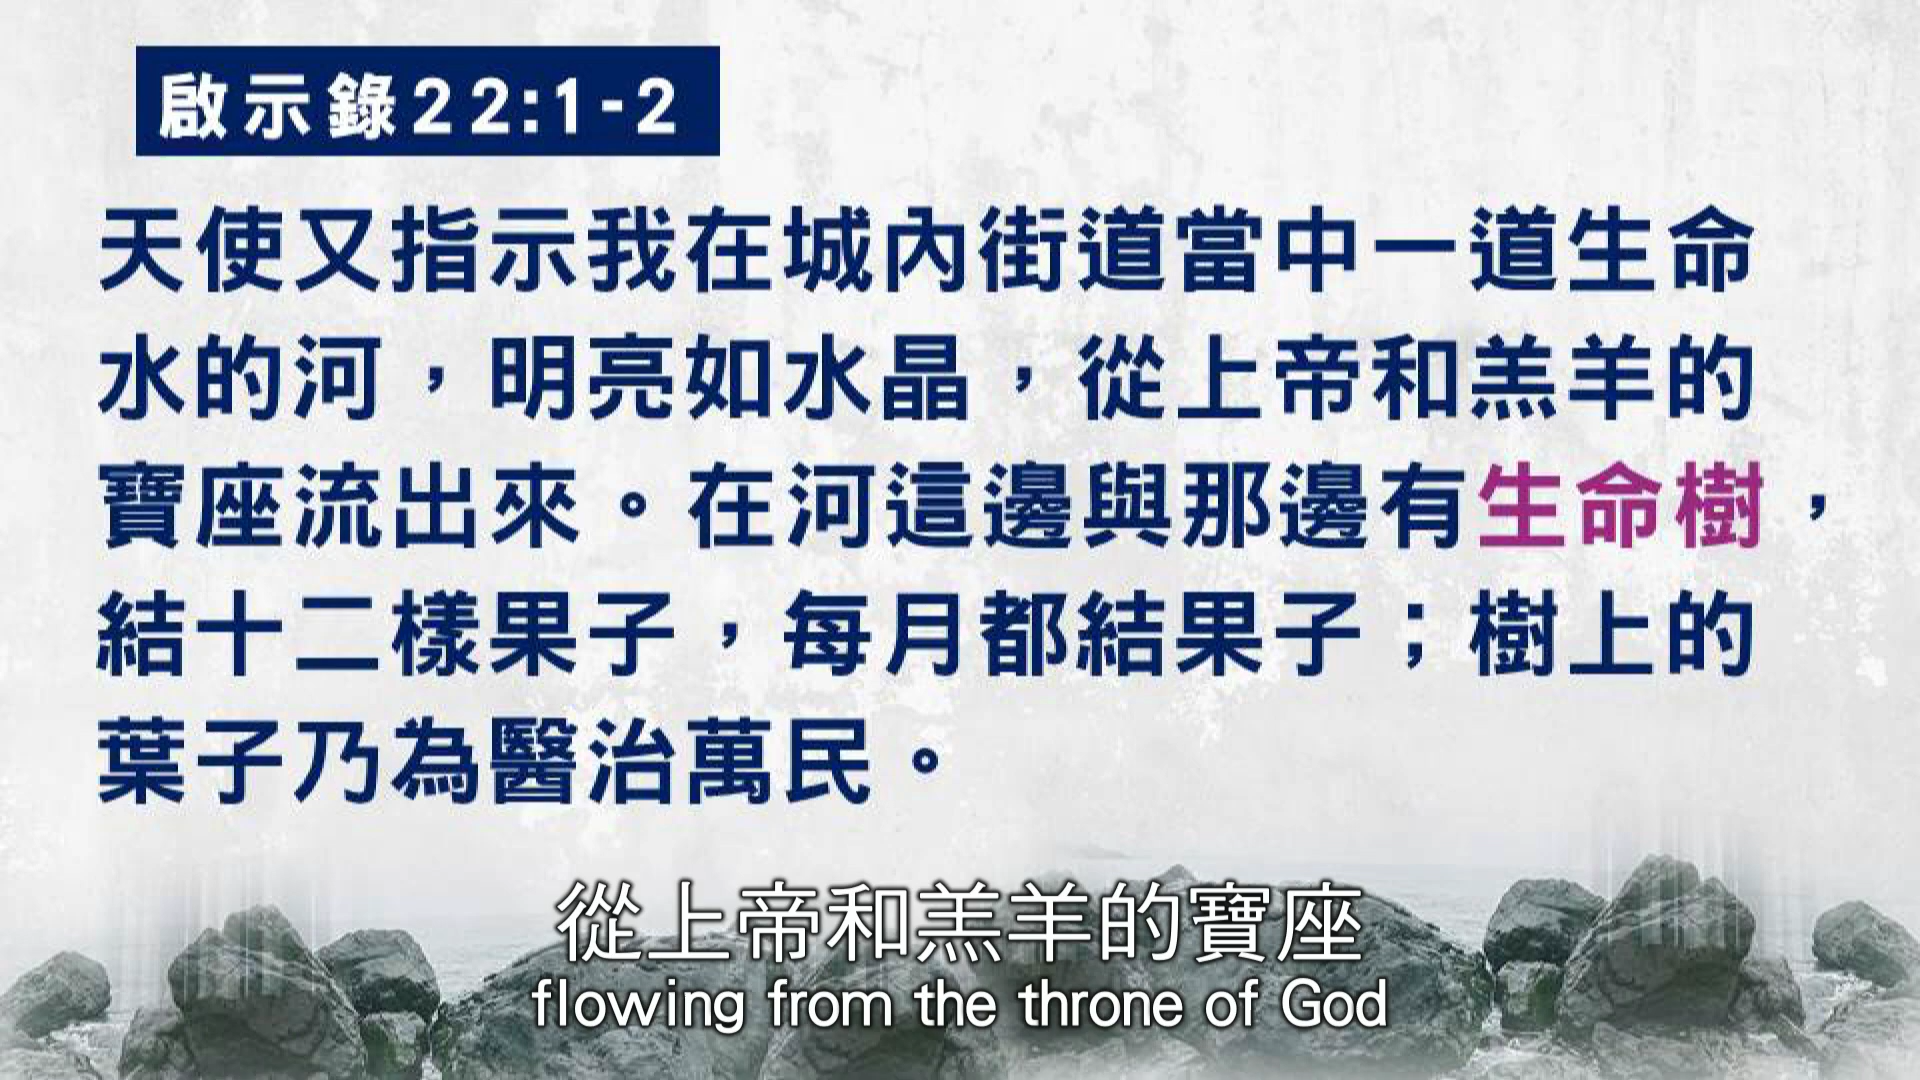 啟示錄22:1-2
天使又指示我在城內街道當中一道生命
水的河，明亮如水晶，從上帝和羔羊的
寶座流出來。在河這邊與那邊有生命樹，
結十二樣果子，每月都結果子；樹上的
葉子乃為醫治萬民。
從上帝和羔羊的寶座
flowing from the throne of God